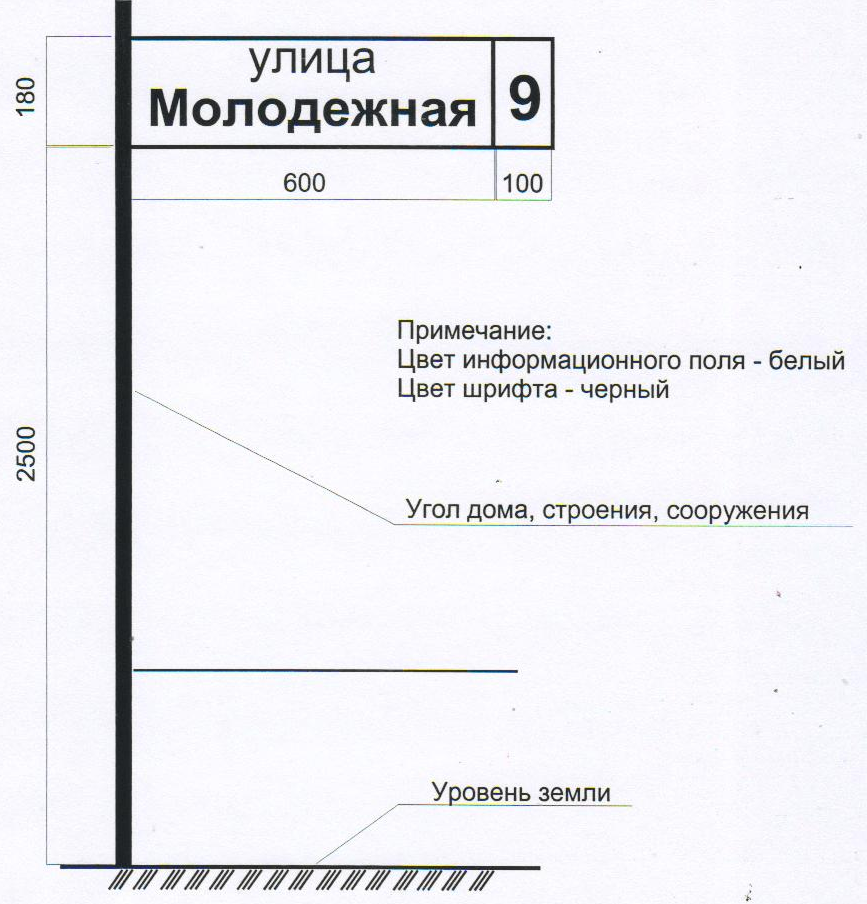 180
улица
Молодежная
9
600
100
Примечание:
Цвет информационного поля - белый
Цвет шрифта - черный
2500
Угол дома, строения, сооружения
Уровень земли